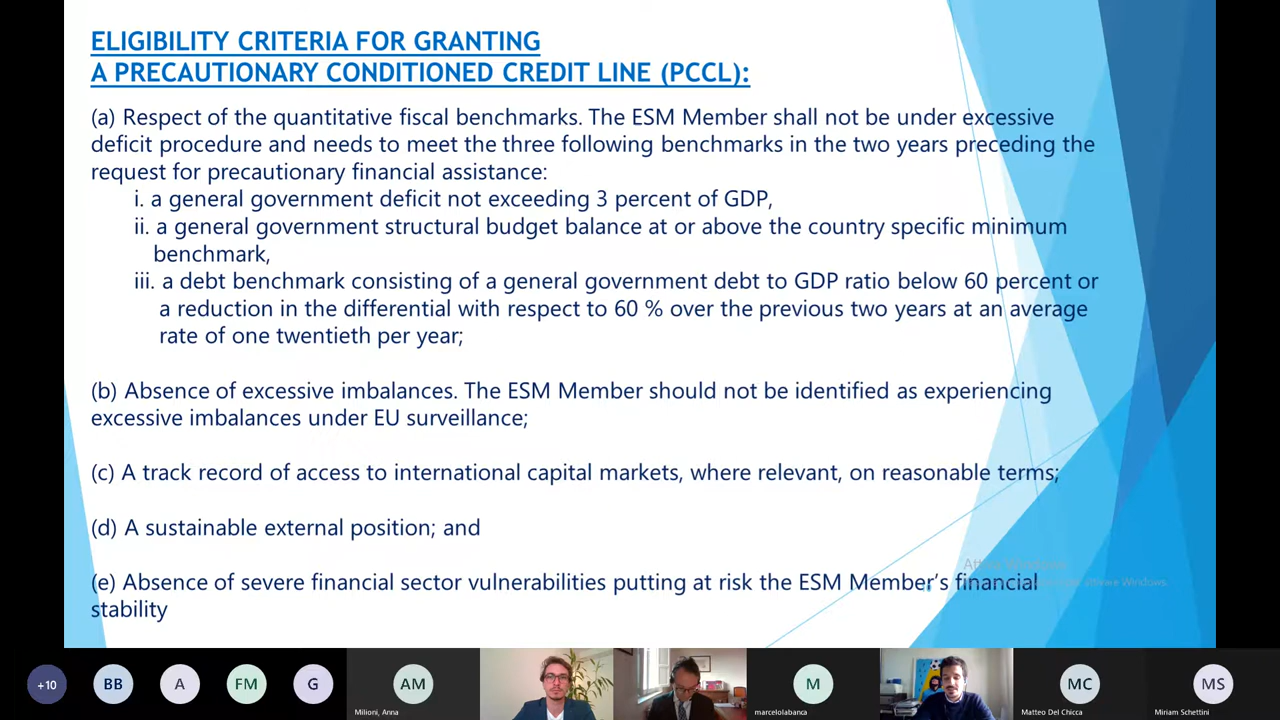 ELIGIBILITY CRITERIA FOR GRANTING
A PRECAUTIONARY CONDITIONED CREDIT LINE (PCCL):
(a) Respect of the quantitative fiscal benchmarks. The ESM Member shall not be under excessive
deficit procedure and needs to meet the three following benchmarks in the two years preceding the
request for precautionary financial assistance:
i. a general government deficit not exceeding 3 percent of GDP,
ii. a general government structural budget balance at or above the country specific minimum
benchmark,
iii. a debt benchmark consisting of a general government debt to GDP ratio below 60 percent or
a reduction in the differential with respect to 60 % over the previous two years at an average
rate of one twentieth per year;
(b) Absence of excessive imbalances. The ESM Member should not be identified as experiencing
excessive imbalances under EU surveillance;
(c) A track record of access to international capital markets, where relevant, on reasonable terms;
(d) A sustainable external position; and
(e) Absence of severe financial sector vulnerabilities putting at risk the ESM Member's financial
stability
Windows
Windows.
+10 BB A FM G AM M MC MS
Milioni, Anna marcelolabanca Matteo Del Chicca Miriam Schettini